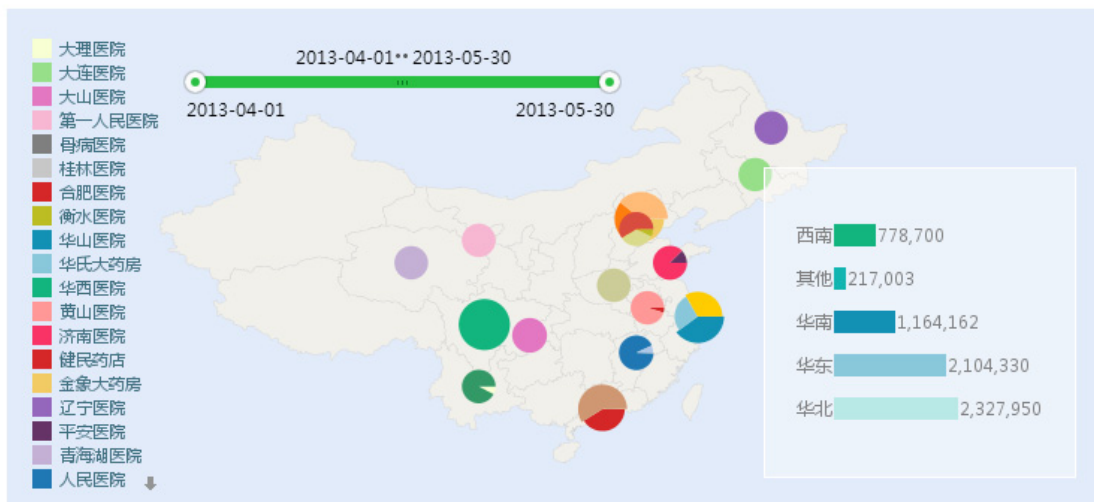 大理医院
大连医院
大山医院
第一人民医院
骨病医院
桂林医院
合肥医院
衡水医院
华山医院
华氏大药房
华西医院
黄山医院
济南医院
健民药店
金象大药房
辽宁医院
平安医院
青海湖医院
人民医院
2013-04-01**2013-05-30
2013-04-01
2013-05-30
西南 778,700
其他 217,003
华南 1,164,162
华东 2,104,330
华北 2,327,950